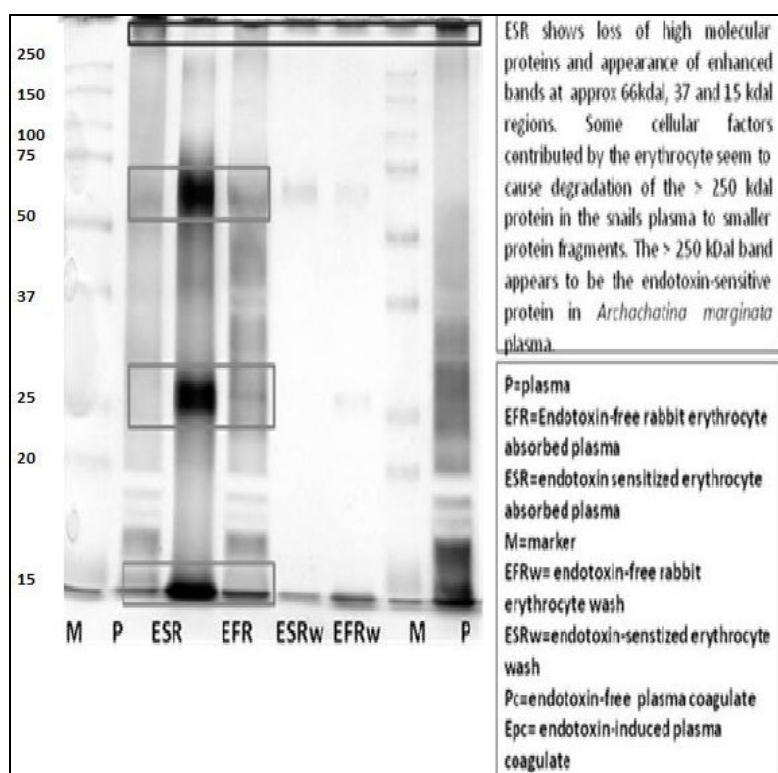 250
150
100
75
50
37
25
20
15
M P ESR EFR ESRw EFRw M P
ESR shows loss of high molecular
proteins and appearance of enhanced
bands at approx 66kdal, 37 and 15 kdal
regions. Some cellular factors
contributed by the erythrocyte seem to
cause degradation of the > 250 kdal
protein in the snails plasma to smaller
protein fragments. The > 250 kDal band
appears to be the endotoxin-sensitive
protein in Archachatina marginata
plasma.
P=plasma
EFR=Endotoxin-free rabbit erythrocyte
absorbed plasma
ESR=endotoxin sensitized erythrocyte
absorbed plasma
M=marker
EFRw= endotoxin-free rabbit
erythrocyte wash
ESRw=endotoxin-senstized erythrocyte
wash
Pc=endotoxin-free plasma coagulate
Epc= endotoxin-induced plasma
coagulate